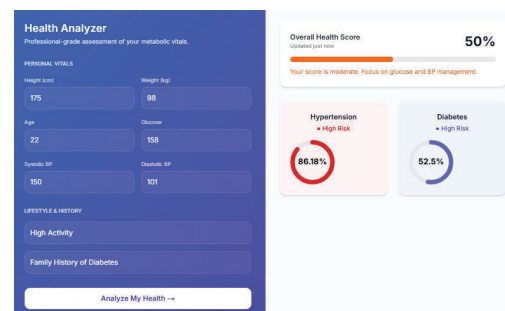 Health Analyzer
Professional-grade assessment of your metabolic vitals.
PERSONAL VITALS
Height (cm)
Weight (kg)
175
98
Age
Glucose
22
158
Systolic BP
Diastolic BP
150
101
LIFESTYLE & HISTORY
High Activity
Family History of Diabetes
Analyze My Health →
Overall Health Score
Updated just now
50%
Your score is moderate. Focus on glucose and BP management.
Hypertension
• High Risk
86.18%
Diabetes
• High Risk
52.5%